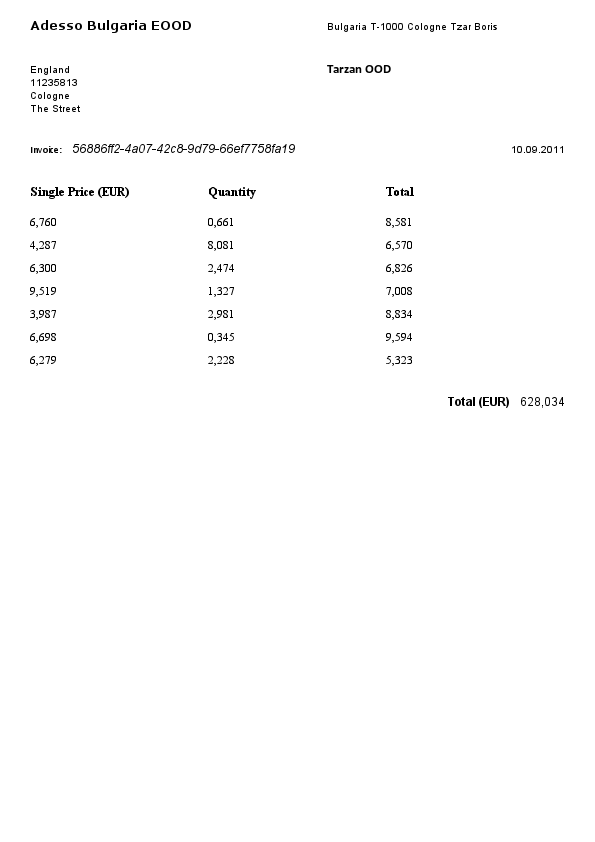 Adesso Bulgaria EOOD
Bulgaria T-1000 Cologne Tzar Boris
England
11235813
Cologne
The Street
Tarzan OOD
Invoice: 56886ff2-4a07-42c8-9d79-66ef7758fa19 10.09.2011
Single Price (EUR) Quantity Total
6,760 0,661 8,581
4,287 8,081 6,570
6,300 2,474 6,826
9,519 1,327 7,008
3,987 2,981 8,834
6,698 0,345 9,594
6,279 2,228 5,323
Total (EUR) 628,034